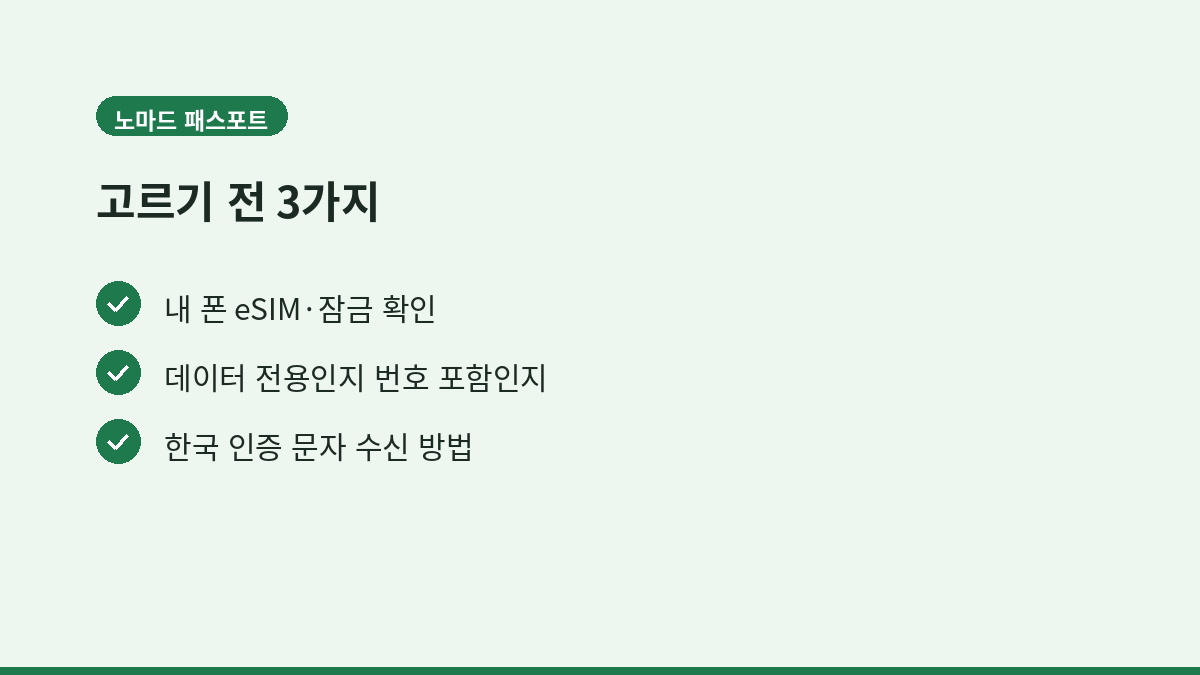 노마드 패스포트
고르기 전 3가지
내 폰 eSIM·잠금 확인
데이터 전용인지 번호 포함인지
한국 인증 문자 수신 방법